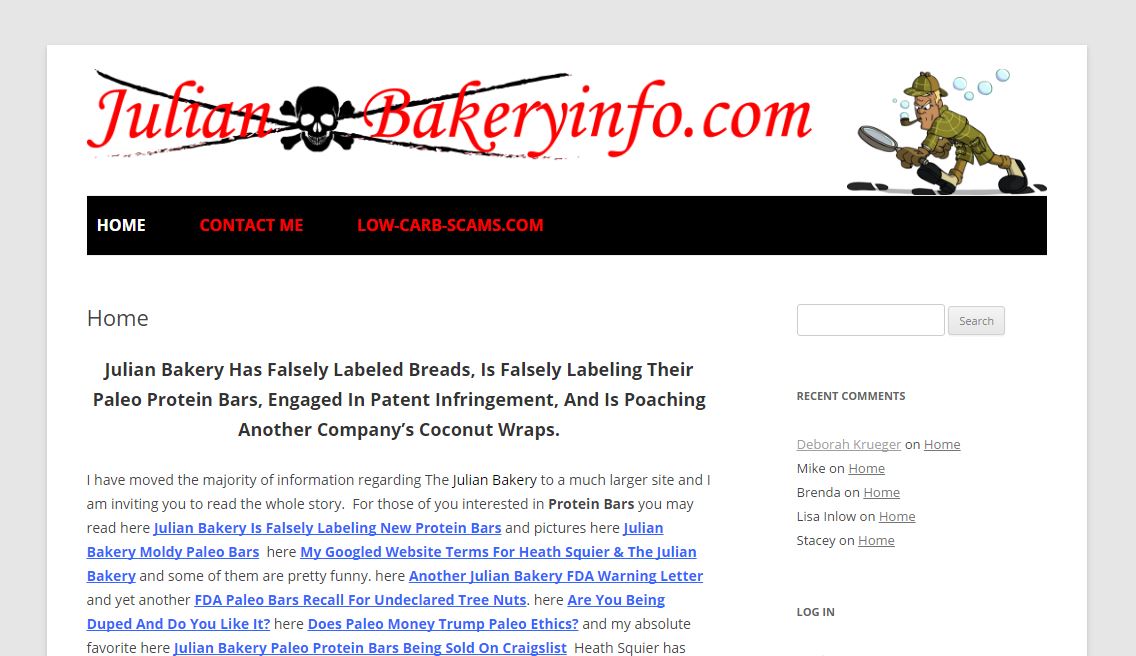 Julian Bakeryinfo.com
HOME CONTACT ME LOW-CARB-SCAMS.COM
Home
Julian Bakery Has Falsely Labeled Breads, Is Falsely Labeling Their
Paleo Protein Bars, Engaged In Patent Infringement, And Is Poaching
Another Company’s Coconut Wraps.
I have moved the majority of information regarding The Julian Bakery to a much larger site and I
am inviting you to read the whole story.  For those of you interested in Protein Bars you may
read here Julian Bakery Is Falsely Labeling New Protein Bars and pictures here Julian
Bakery Moldy Paleo Bars  here My Googled Website Terms For Heath Squier & The Julian
Bakery and some of them are pretty funny. here Another Julian Bakery FDA Warning Letter
and yet another FDA Paleo Bars Recall For Undeclared Tree Nuts. here Are You Being
Duped And Do You Like It? here Does Paleo Money Trump Paleo Ethics? and my absolute
favorite here Julian Bakery Paleo Protein Bars Being Sold On Craigslist  Heath Squier has
Search
RECENT COMMENTS
Deborah Krueger on Home
Mike on Home
Brenda on Home
Lisa Inlow on Home
Stacey on Home
LOG IN